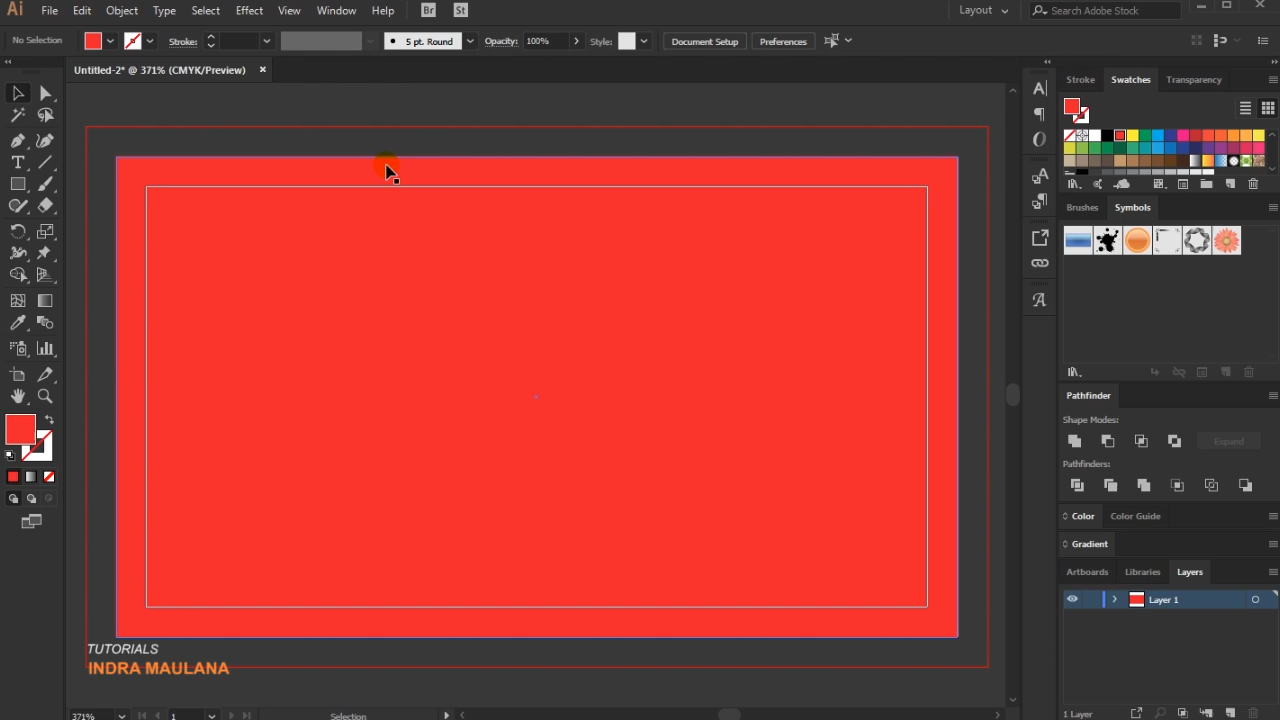 Ai File Edit Object Type Select Effect View Window Help Br St Layout Search Adobe Stock
No Selection Stroke: 5 pt. Round Opacity: 100% Style: Document Setup Preferences
Untitled-2* @ 371% (CMYK/Preview) ×
Stroke Swatches Transparency
Brushes Symbols
Pathfinder
Shape Modes:
Expand
Pathfinders:
Color Color Guide
Gradient
Artboards Libraries Layers
Layer 1
TUTORIALS
INDRA MAULANA
371% 1 Selection 1 Layer